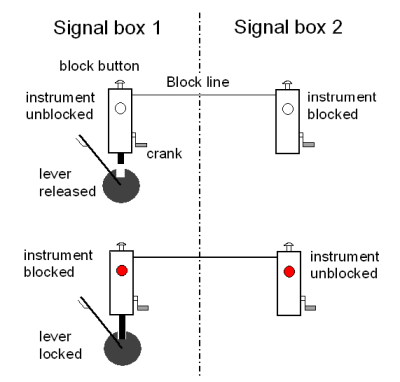 Signal box 1
Signal box 2
block button
Block line
instrument
unblocked
instrument
blocked
crank
lever
released
instrument
blocked
instrument
unblocked
lever
locked